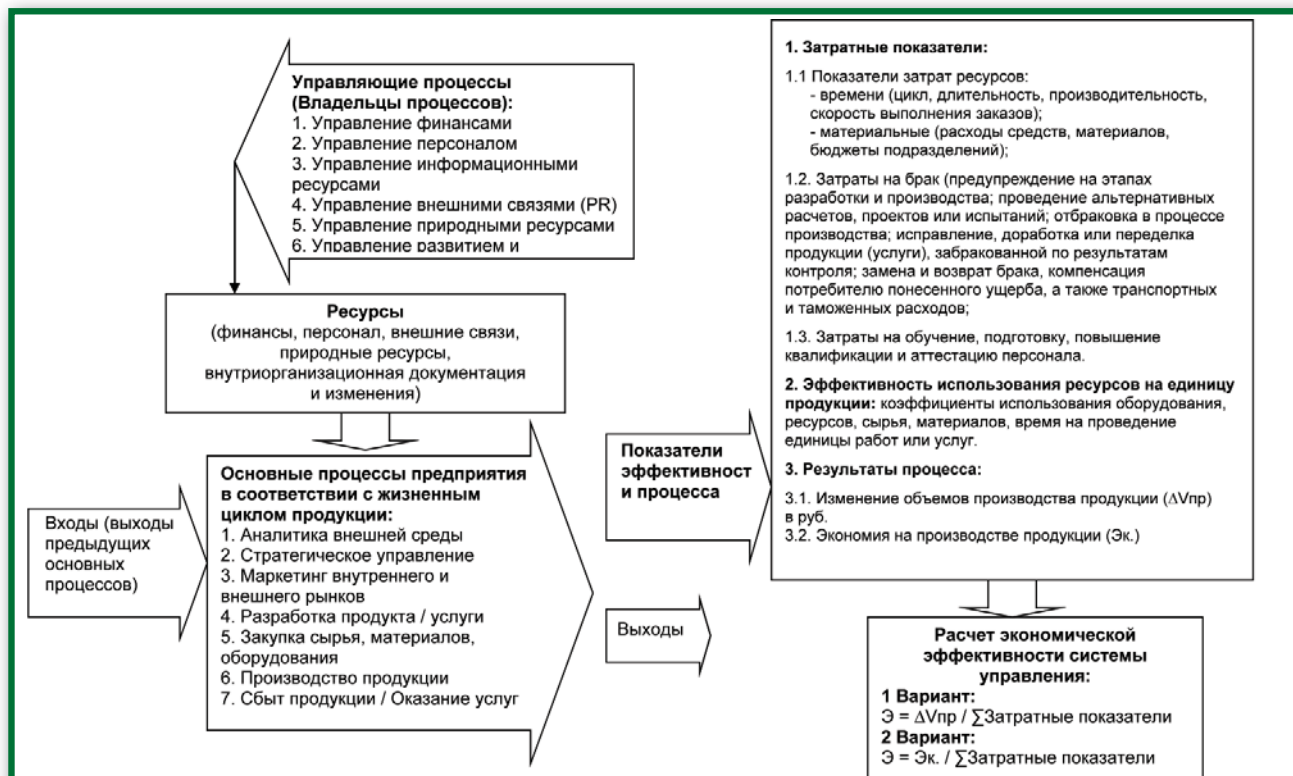 Управляющие процессы
(Владельцы процессов):
1. Управление финансами
2. Управление персоналом
3. Управление информационными
ресурсами
4. Управление внешними связями (PR)
5. Управление природными ресурсами
6. Управление развитием и
Ресурсы
(финансы, персонал, внешние связи,
природные ресурсы,
внутриорганизационная документация
и изменения)
Входы (выходы
предыдущих
основных
процессов)
Основные процессы предприятия
в соответствии с жизненным
циклом продукции:
1. Аналитика внешней среды
2. Стратегическое управление
3. Маркетинг внутреннего и
внешнего рынков
4. Разработка продукта / услуги
5. Закупка сырья, материалов,
оборудования
6. Производство продукции
7. Сбыт продукции / Оказание услуг
Показатели
эффективност
и процесса
Выходы
1. Затратные показатели:
1.1 Показатели затрат ресурсов:
- времени (цикл, длительность, производительность,
скорость выполнения заказов);
- материальные (расходы средств, материалов,
бюджеты подразделений);
1.2. Затраты на брак (предупреждение на этапах
разработки и производства; проведение альтернативных
расчетов, проектов или испытаний; отбраковка в процессе
производства; исправление, доработка или переделка
продукции (услуги), забракованной по результатам
контроля; замена и возврат брака, компенсация
потребителю понесенного ущерба, а также транспортных
и таможенных расходов;
1.3. Затраты на обучение, подготовку, повышение
квалификации и аттестацию персонала.
2. Эффективность использования ресурсов на единицу
продукции: коэффициенты использования оборудования,
ресурсов, сырья, материалов, время на проведение
единицы работ или услуг.
3. Результаты процесса:
3.1. Изменение объемов производства продукции (∆Vпр)
в руб.
3.2. Экономия на производстве продукции (Эк.)
Расчет экономической
эффективности системы
управления:
1 Вариант:
Э = ∆Vпр / ∑Затратные показатели
2 Вариант:
Э = Эк. / ∑Затратные показатели